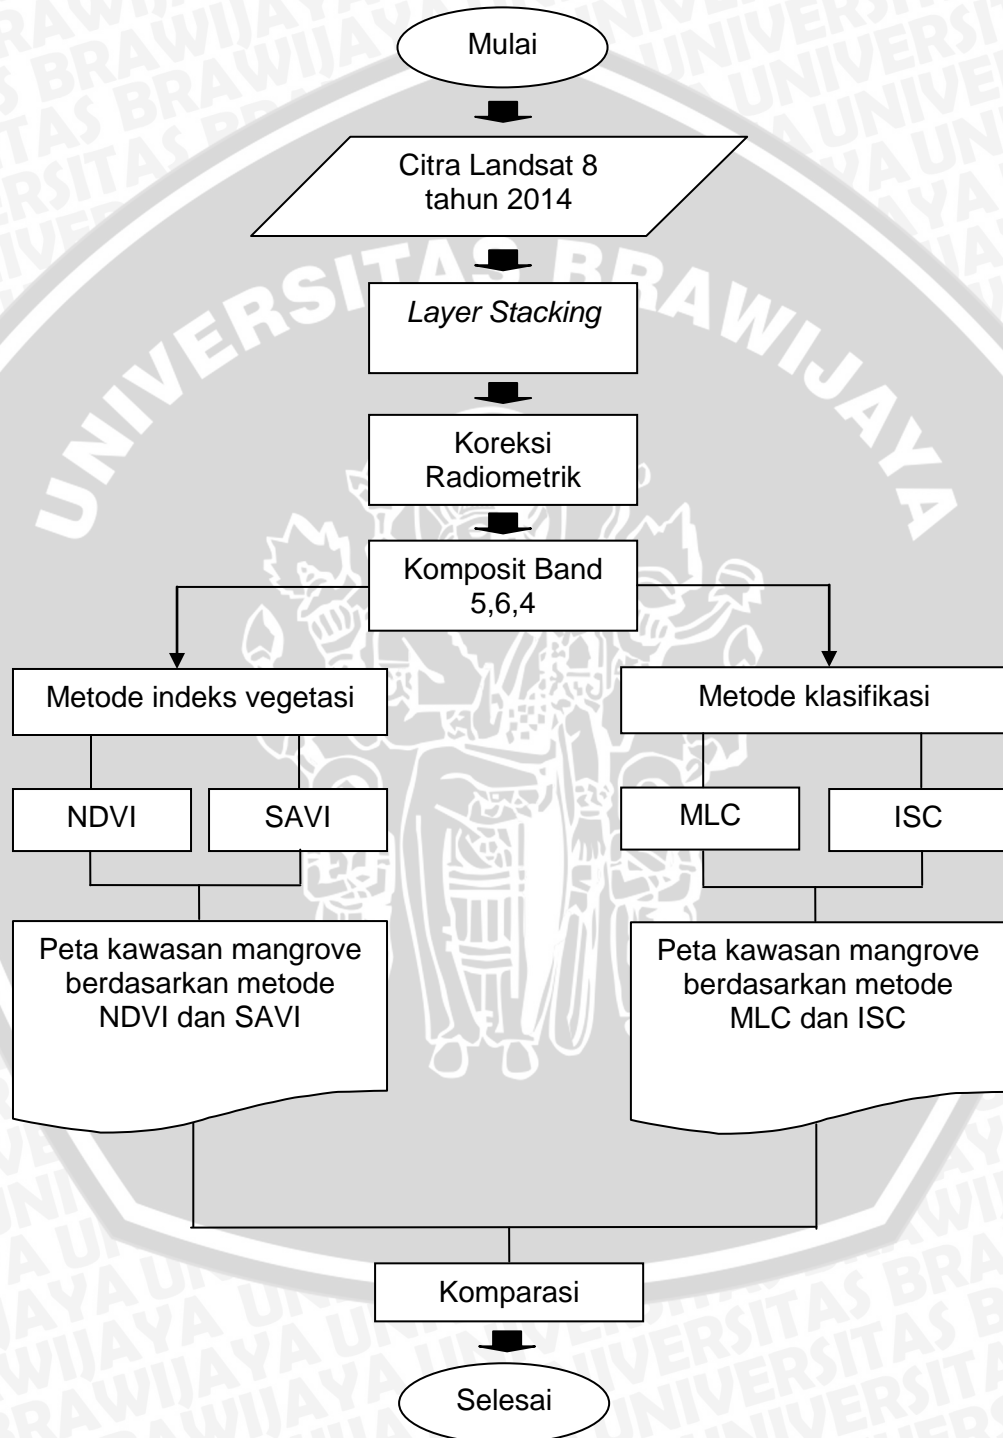 Mulai
Citra Landsat 8
tahun 2014
UNIVERSITAS BRAWIJAYA
Layer Stacking
Koreksi
Radiometrik
Komposit Band
5,6,4
Metode indeks vegetasi
Metode klasifikasi
NDVI
SAVI
MLC
ISC
Peta kawasan mangrove
berdasarkan metode
NDVI dan SAVI
Peta kawasan mangrove
berdasarkan metode
MLC dan ISC
Komparasi
Selesai